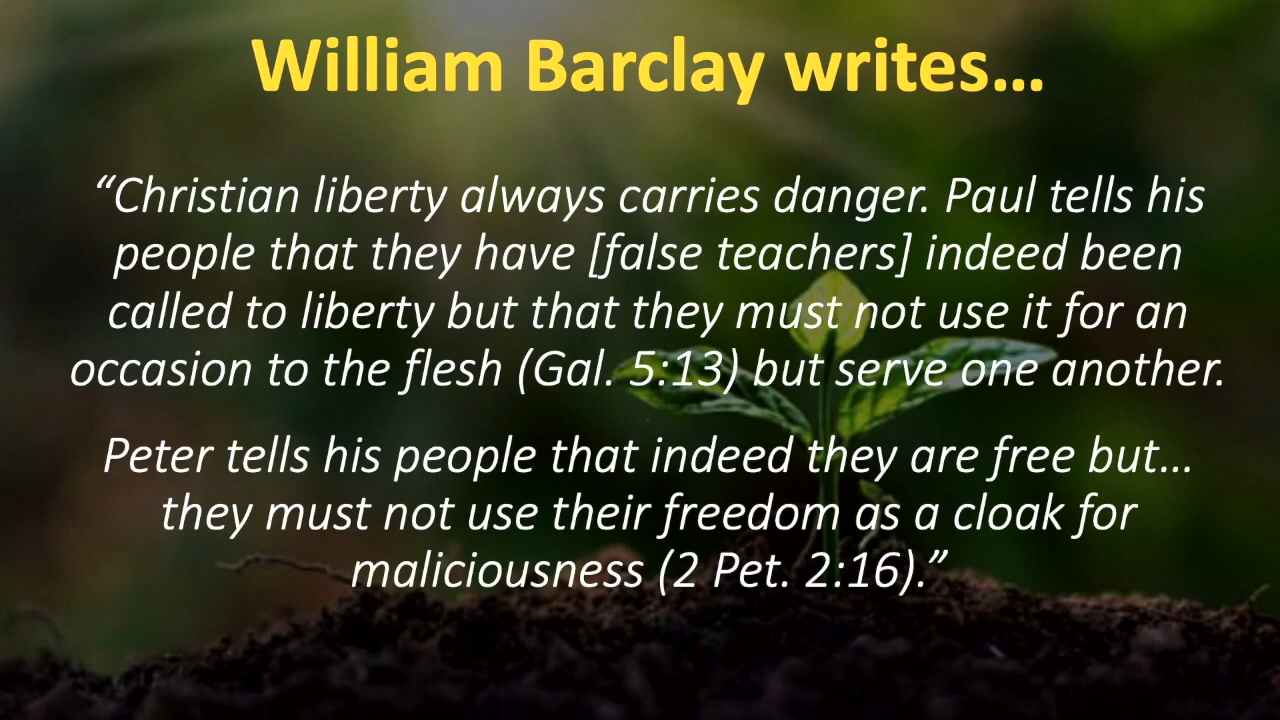 William Barclay writes…
“Christian liberty always carries danger. Paul tells his
people that they have [false teachers] indeed been
called to liberty but that they must not use it for an
occasion to the flesh (Gal. 5:13) but serve one another.
Peter tells his people that indeed they are free but…
they must not use their freedom as a cloak for
maliciousness (2 Pet. 2:16).”